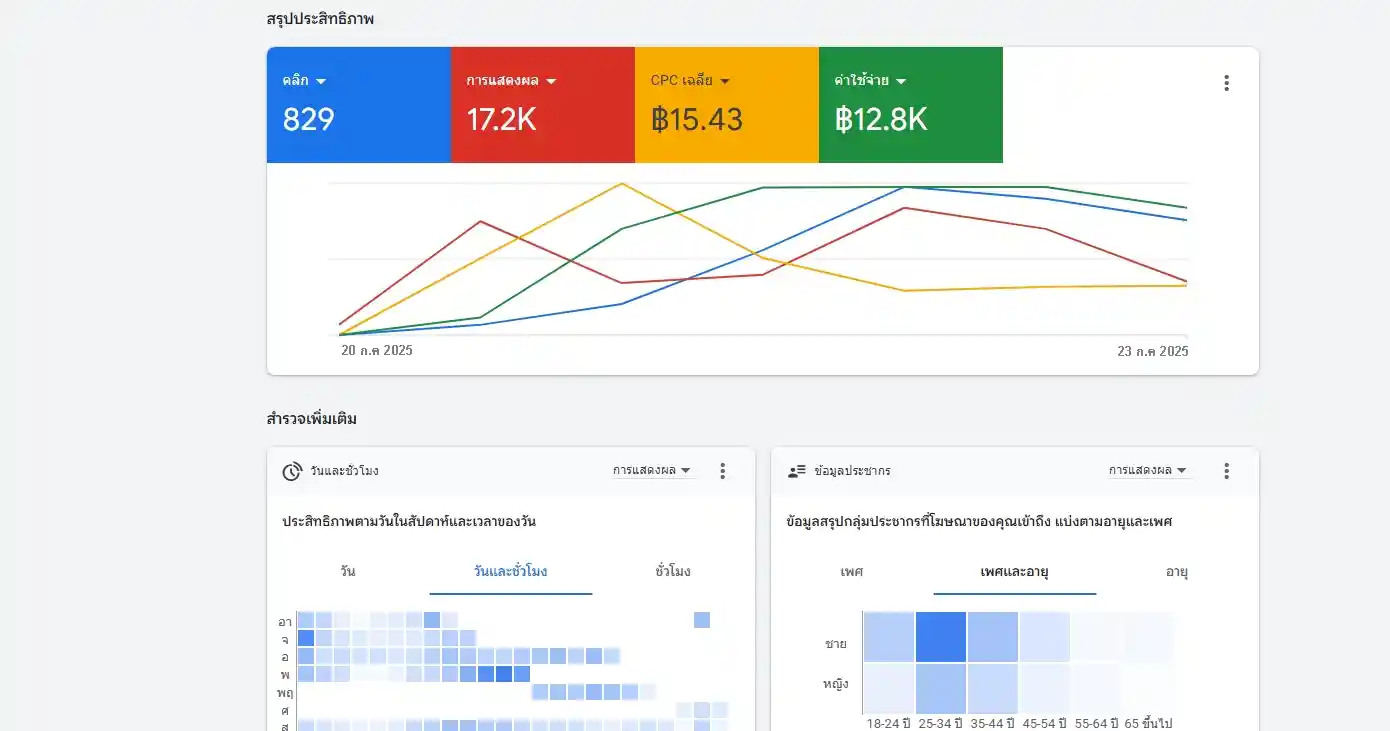 สรุปประสิทธิภาพ
คลิก การแสดงผล CPC เฉลี่ย ค่าใช้จ่าย
829 17.2K ฿15.43 ฿12.8K
20 ก.ค 2025 23 ก.ค 2025
สำรวจเพิ่มเติม
วันและชั่วโมง การแสดงผล
ประสิทธิภาพตามวันในสัปดาห์และเวลาของวัน
วัน วันและชั่วโมง ชั่วโมง
อา
จ
อ
พ
พฤ
ศ
ส
ข้อมูลประชากร การแสดงผล
ข้อมูลสรุปกลุ่มประชากรที่โฆษณาของคุณเข้าถึง แบ่งตามอายุและเพศ
เพศ เพศและอายุ อายุ
ชาย
หญิง
18-24 ปี 25-34 ปี 35-44 ปี 45-54 ปี 55-64 ปี 65 ขึ้นไป